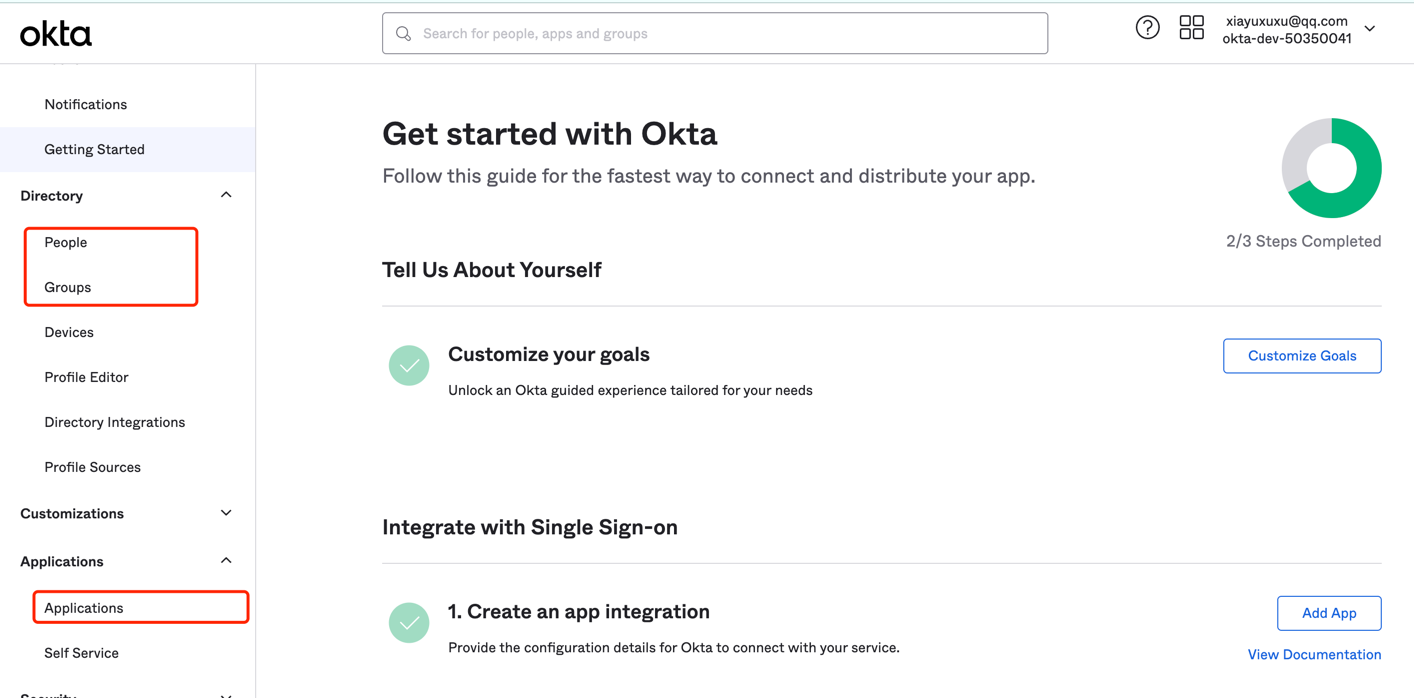 okta
Search for people, apps and groups
xiayuxuxu@qq.com
okta-dev-50350041
Notifications
Getting Started
Directory
People
Groups
Devices
Profile Editor
Directory Integrations
Profile Sources
Customizations
Applications
Applications
Self Service
Get started with Okta
Follow this guide for the fastest way to connect and distribute your app.
2/3 Steps Completed
Tell Us About Yourself
Customize your goals
Unlock an Okta guided experience tailored for your needs
Customize Goals
Integrate with Single Sign-on
1. Create an app integration
Provide the configuration details for Okta to connect with your service.
Add App
View Documentation